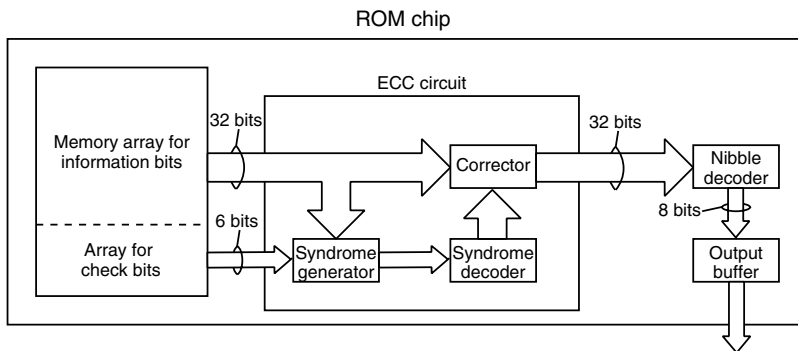 ROM chip
ECC circuit
Memory array for
information bits
32 bits
Corrector
32 bits
Nibble
decoder
8 bits
Array for
check bits
6 bits
Syndrome
generator
Syndrome
decoder
Output
buffer